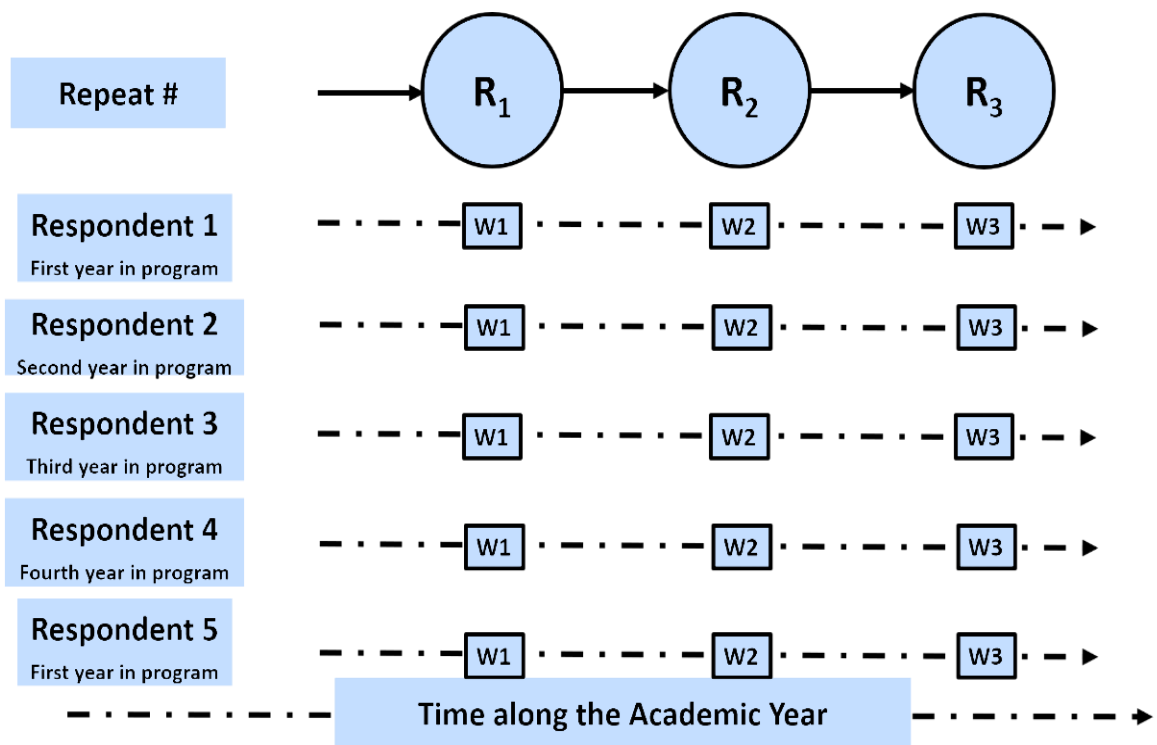 Repeat #
R1
R2
R3
Respondent 1
First year in program
W1
W2
W3
Respondent 2
Second year in program
W1
W2
W3
Respondent 3
Third year in program
W1
W2
W3
Respondent 4
Fourth year in program
W1
W2
W3
Respondent 5
First year in program
W1
W2
W3
Time along the Academic Year